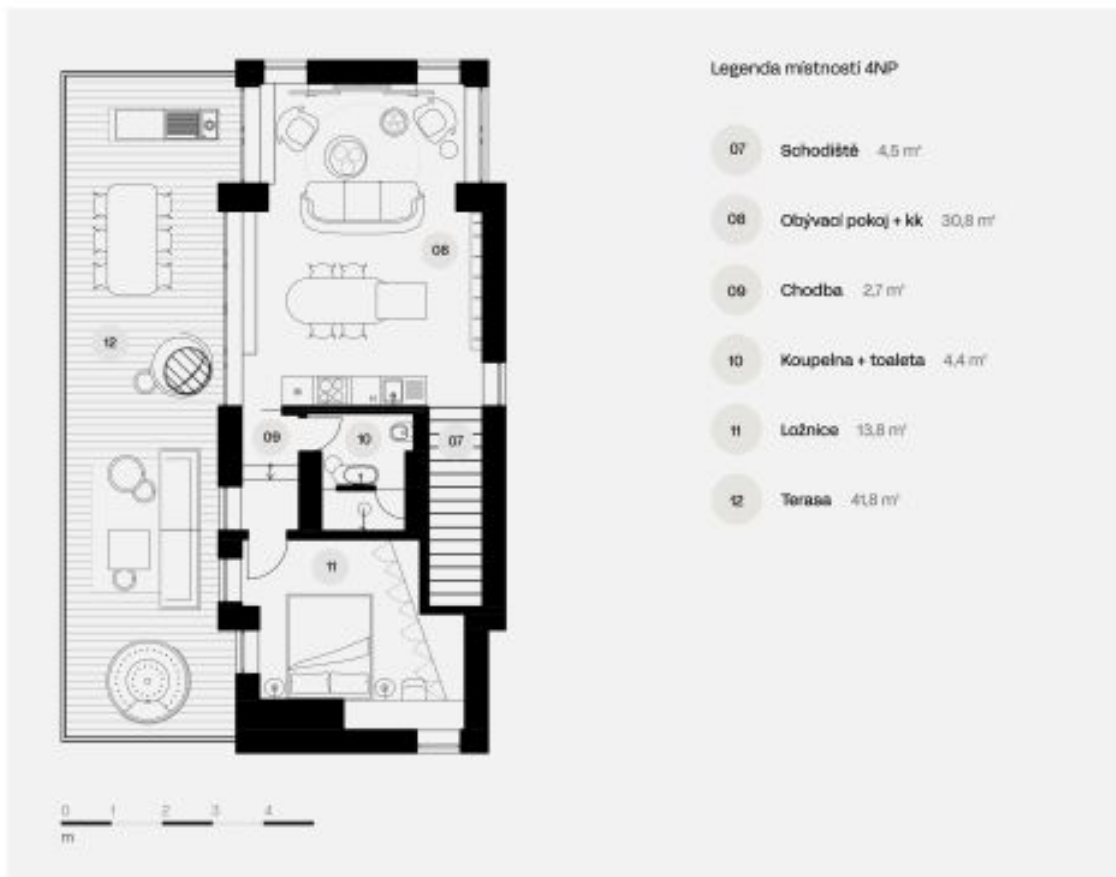 Legenda místností 4NP
07 Schodiště 4,5 m²
08 Obývací pokoj + kk 30,8 m²
09 Chodba 2,7 m²
10 Koupelna + toaleta 4,4 m²
11 Ložnice 13,8 m²
12 Terasa 41,8 m²
08
12
09
10
07
11
0 1 2 3 4
m